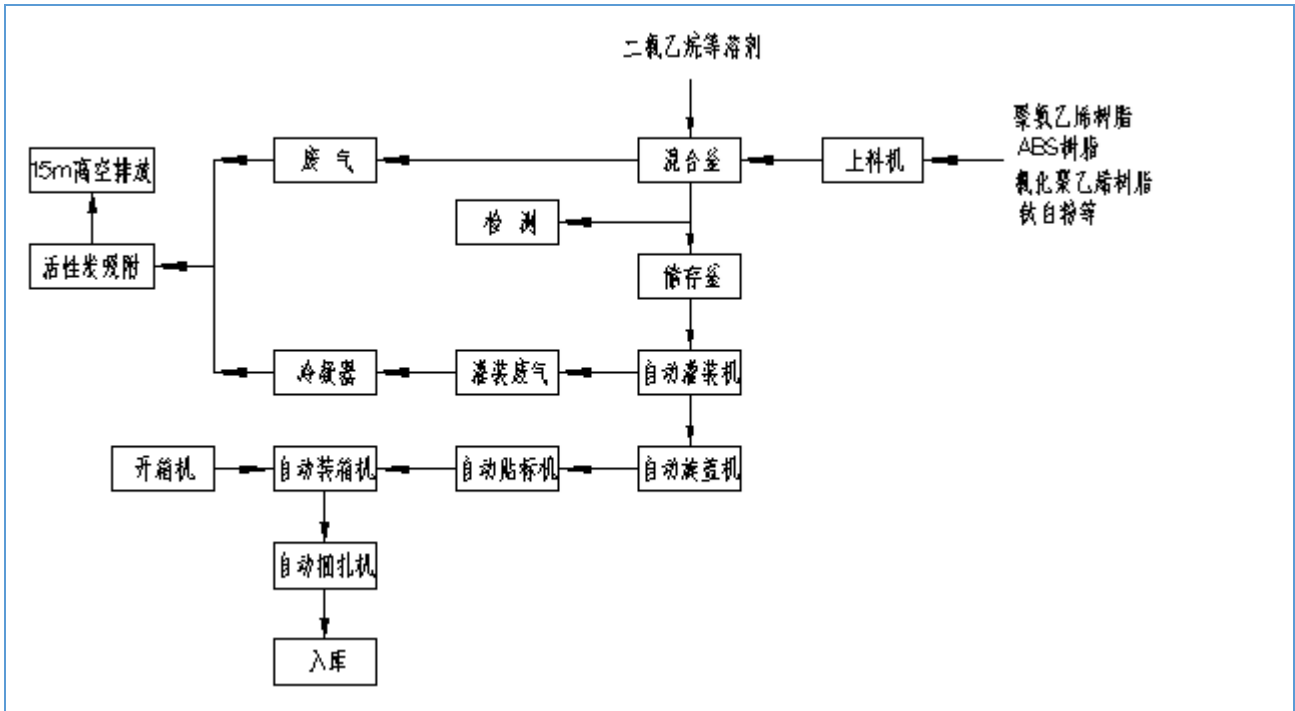 二氯乙烷等溶剂
聚氯乙烯树脂
ABS树脂
氯化聚乙烯树脂
钛白粉等
15m高空排放
废气
混合釜
上料机
检测
活性炭吸附
储存釜
冷凝器
灌装废气
自动灌装机
开箱机
自动装箱机
自动贴标机
自动旋盖机
自动捆扎机
入库